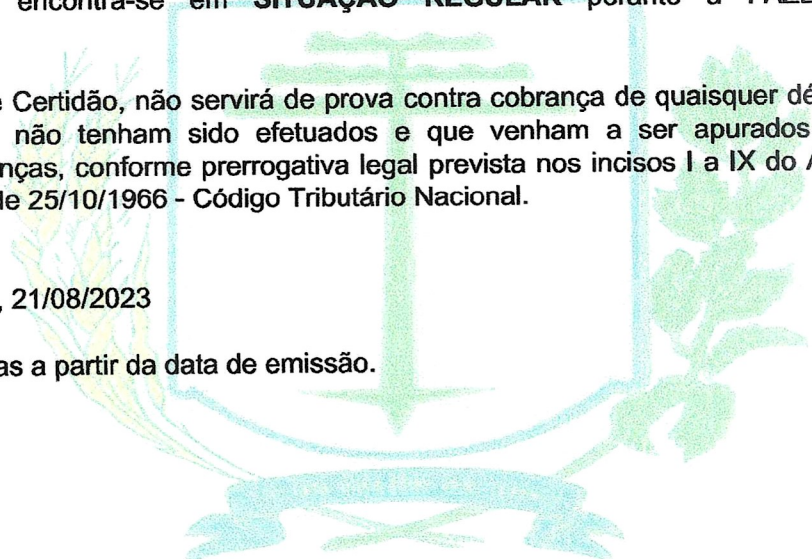 encontra-se em SITUAÇÃO REGULAR perante a
Certidão, não servirá de prova contra cobrança de quaisquer dé
não tenham sido efetuados e que venham a ser apurados
nças, conforme prerrogativa legal prevista nos incisos I a IX do A
de 25/10/1966 - Código Tributário Nacional.
, 21/08/2023
as a partir da data de emissão.